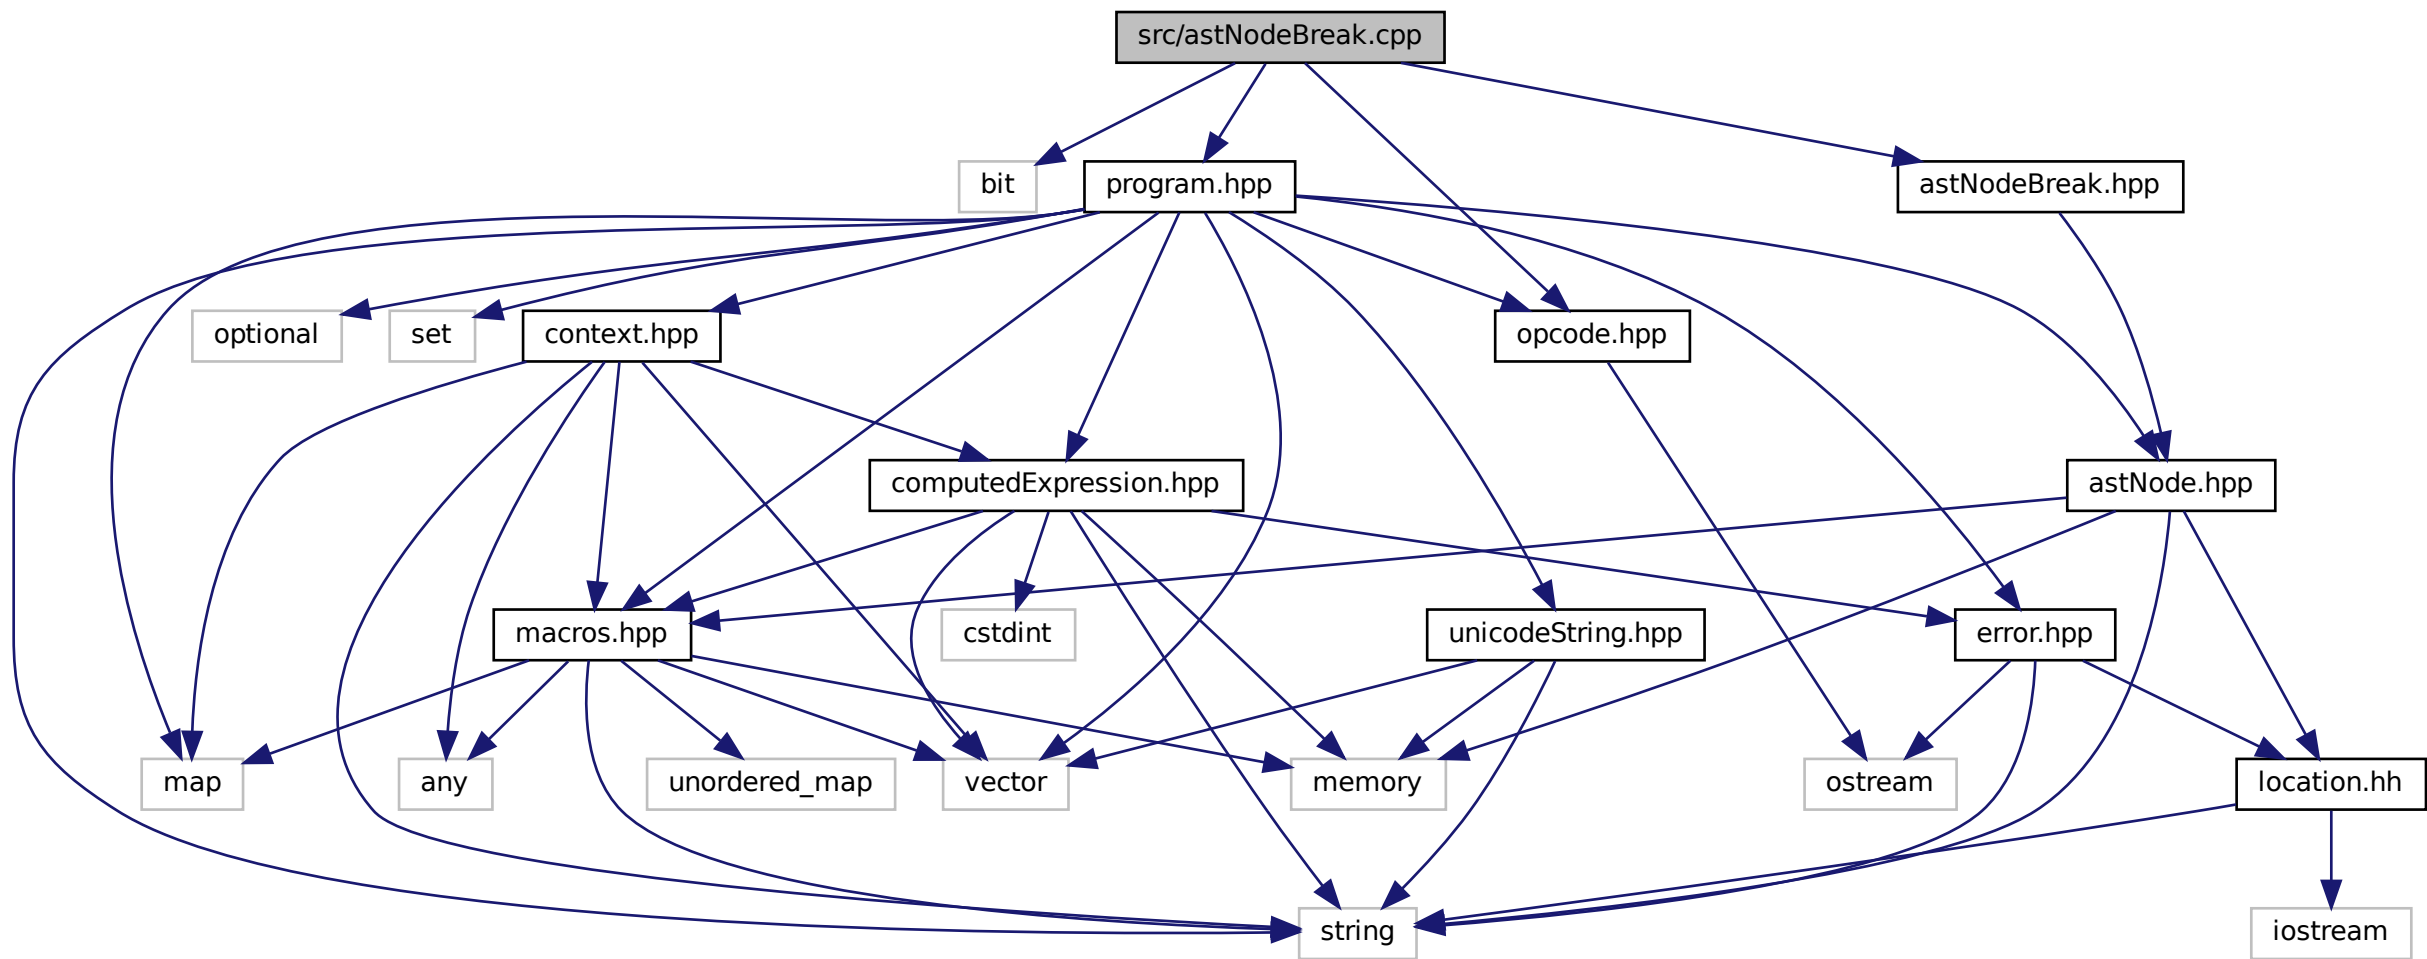 src/astNodeBreak.cpp
bit
program.hpp
astNodeBreak.hpp
optional
set
context.hpp
opcode.hpp
computedExpression.hpp
astNode.hpp
macros.hpp
cstdint
unicodeString.hpp
error.hpp
map
any
unordered_map
vector
memory
ostream
location.hh
string
iostream